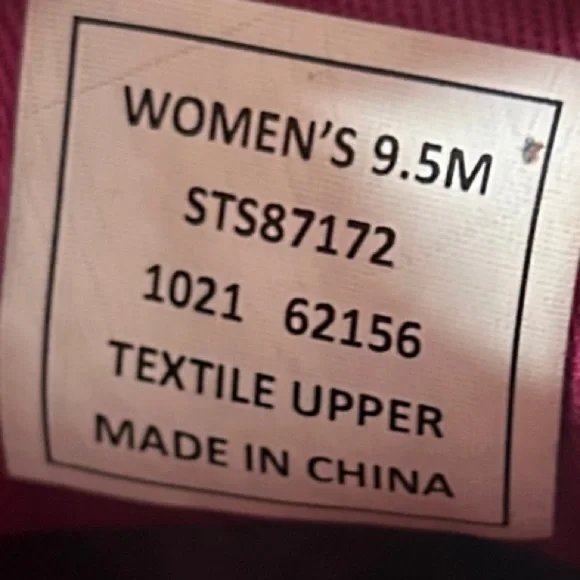 WOMEN'S 9.5M
STS87172
1021 62156
TEXTILE UPPER
MADE IN CHINA